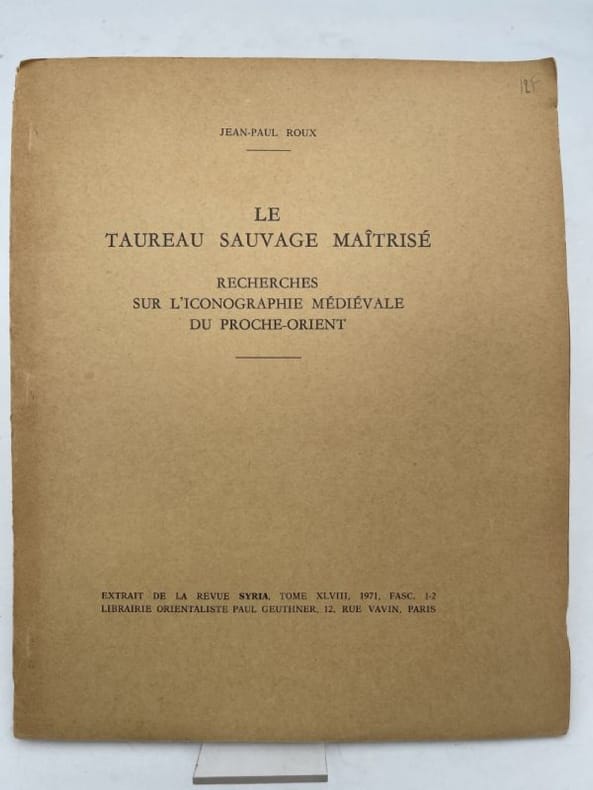 JEAN-PAUL ROUX
LE
TAUREAU SAUVAGE MAÎTRISÉ
RECHERCHES
SUR L'ICONOGRAPHIE MÉDIÉVALE
DU PROCHE-ORIENT
EXTRAIT DE LA REVUE SYRIA, TOME XLVIII, 1971, FASC. 1-2
LIBRAIRIE ORIENTALISTE PAUL GEUTHNER, 12, RUE VAVIN, PARIS